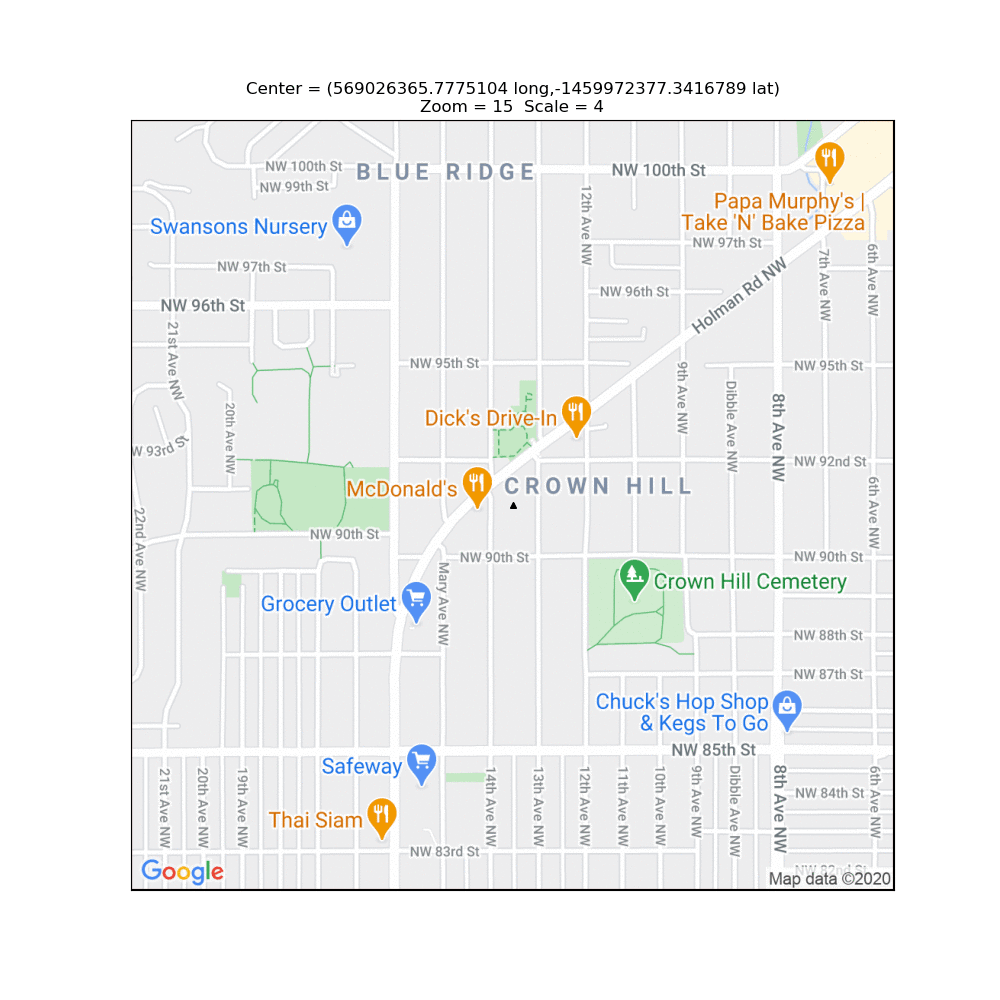 Center = (569026365.7775104 long,-1459972377.3416789 lat)
Zoom = 15  Scale = 4
NW 100th St
BLUE RIDGE
NW 100th St
NW 99th St
Papa Murphy's |
Take 'N' Bake Pizza
Swansons Nursery
12th Ave NW
NW 97th St
NW 97th St
7th Ave NW
6th Ave NW
NW 96th St
NW 96th St
Holman Rd NW
21st Ave NW
NW 95th St
NW 95th St
9th Ave NW
Dibble Ave NW
8th Ave NW
20th Ave NW
Dick's Drive-In
W 93rd St
NW 92nd St
McDonald's
CROWN HILL
6th Ave NW
22nd Ave NW
NW 90th St
NW 90th St
NW 90th St
Mary Ave NW
Crown Hill Cemetery
Grocery Outlet
NW 88th St
NW 87th St
Chuck's Hop Shop
& Kegs To Go
NW 85th St
Safeway
21st Ave NW
20th Ave NW
19th Ave NW
14th Ave NW
13th Ave NW
12th Ave NW
11th Ave NW
10th Ave NW
9th Ave NW
Dibble Ave NW
8th Ave NW
6th Ave NW
NW 84th St
Thai Siam
NW 83rd St
NW 82nd St
Google
Map data ©2020